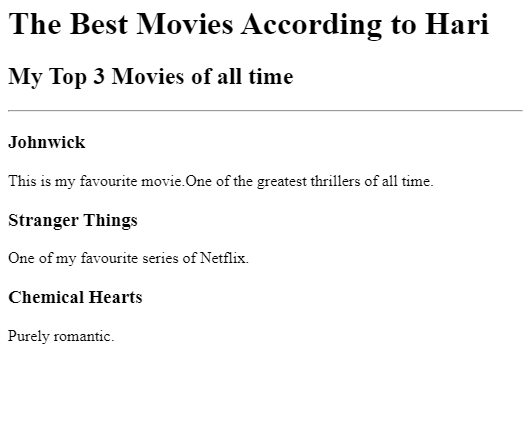 The Best Movies According to Hari
My Top 3 Movies of all time
Johnwick
This is my favourite movie.One of the greatest thrillers of all time.
Stranger Things
One of my favourite series of Netflix.
Chemical Hearts
Purely romantic.